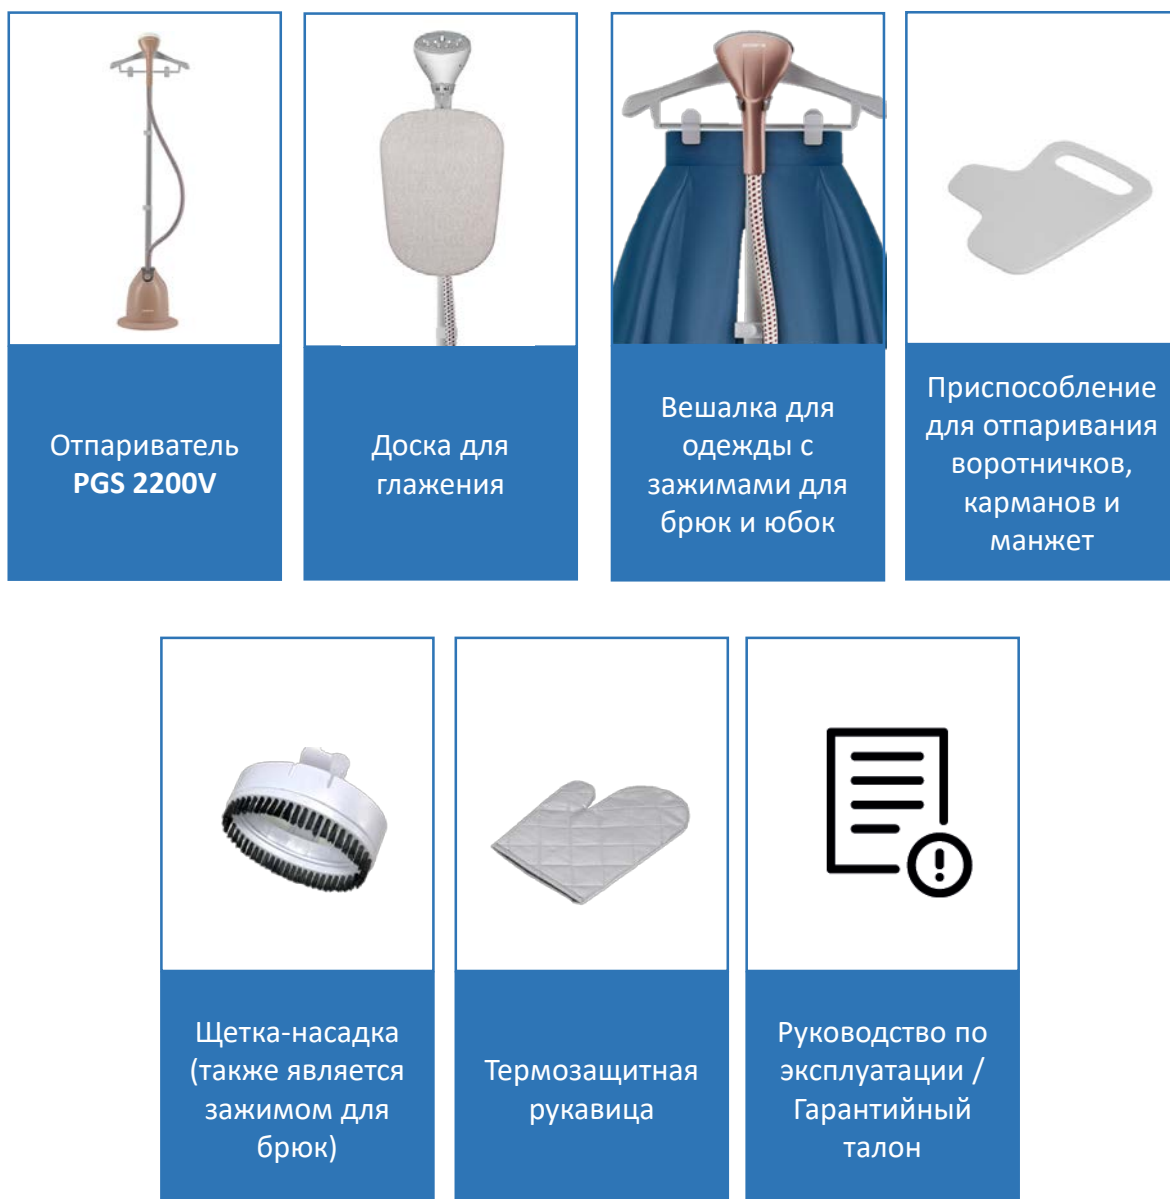 Отпариватель
PGS 2200V
Доска для
глажения
Вешалка для
одежды с
зажимами для
брюк и юбок
Приспособление
для отпаривания
воротничков,
карманов и
манжет
Щетка-насадка
(также является
зажимом для
брюк)
Термозащитная
рукавица
Руководство по
эксплуатации /
Гарантийный
талон